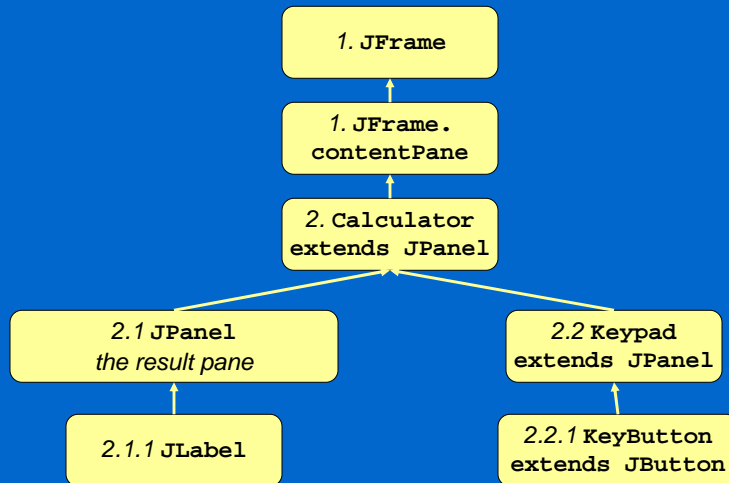 1. JFrame
1. JFrame.
contentPane
2. Calculator
extends JPanel
2.1 JPanel
the result pane
2.2 Keypad
extends JPanel
2.1.1 JLabel
2.2.1 KeyButton
extends JButton